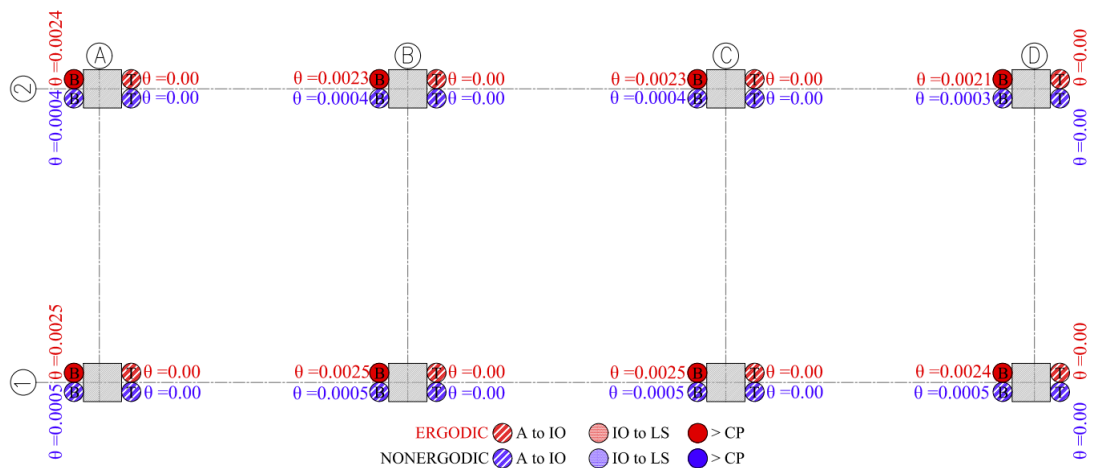 A B C D
θ =0.0024
2
B T θ =0.00 θ =0.0023 B T θ =0.00 θ =0.0023 B T θ =0.00 θ =0.0021 B T
θ =0.00
B T θ =0.00 θ =0.0004 B T θ =0.00 θ =0.0004 B T θ =0.00 θ =0.0003 B T
θ =0.0004
θ =0.00
θ =0.0025
1
B T θ =0.00 θ =0.0025 B T θ =0.00 θ =0.0025 B T θ =0.00 θ =0.0024 B T
θ =0.00
B T θ =0.00 θ =0.0005 B T θ =0.00 θ =0.0005 B T θ =0.00 θ =0.0005 B T
θ =0.0005
θ =0.00
ERGODIC A to IO IO to LS > CP
NONERGODIC A to IO IO to LS > CP